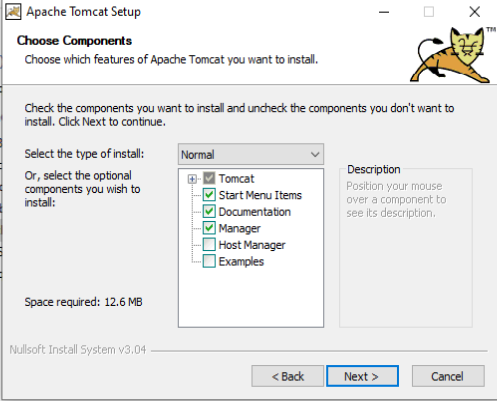 Apache Tomcat Setup
Choose Components
Choose which features of Apache Tomcat you want to install.
TM
Check the components you want to install and uncheck the components you don't want to
install. Click Next to continue.
Select the type of install:
Normal
Or, select the optional
components you wish to
install:
Tomcat
Start Menu Items
Documentation
Manager
Host Manager
Examples
Description
Position your mouse
over a component to
see its description.
Space required: 12.6 MB
Nullsoft Install System v3.04
< Back
Next >
Cancel